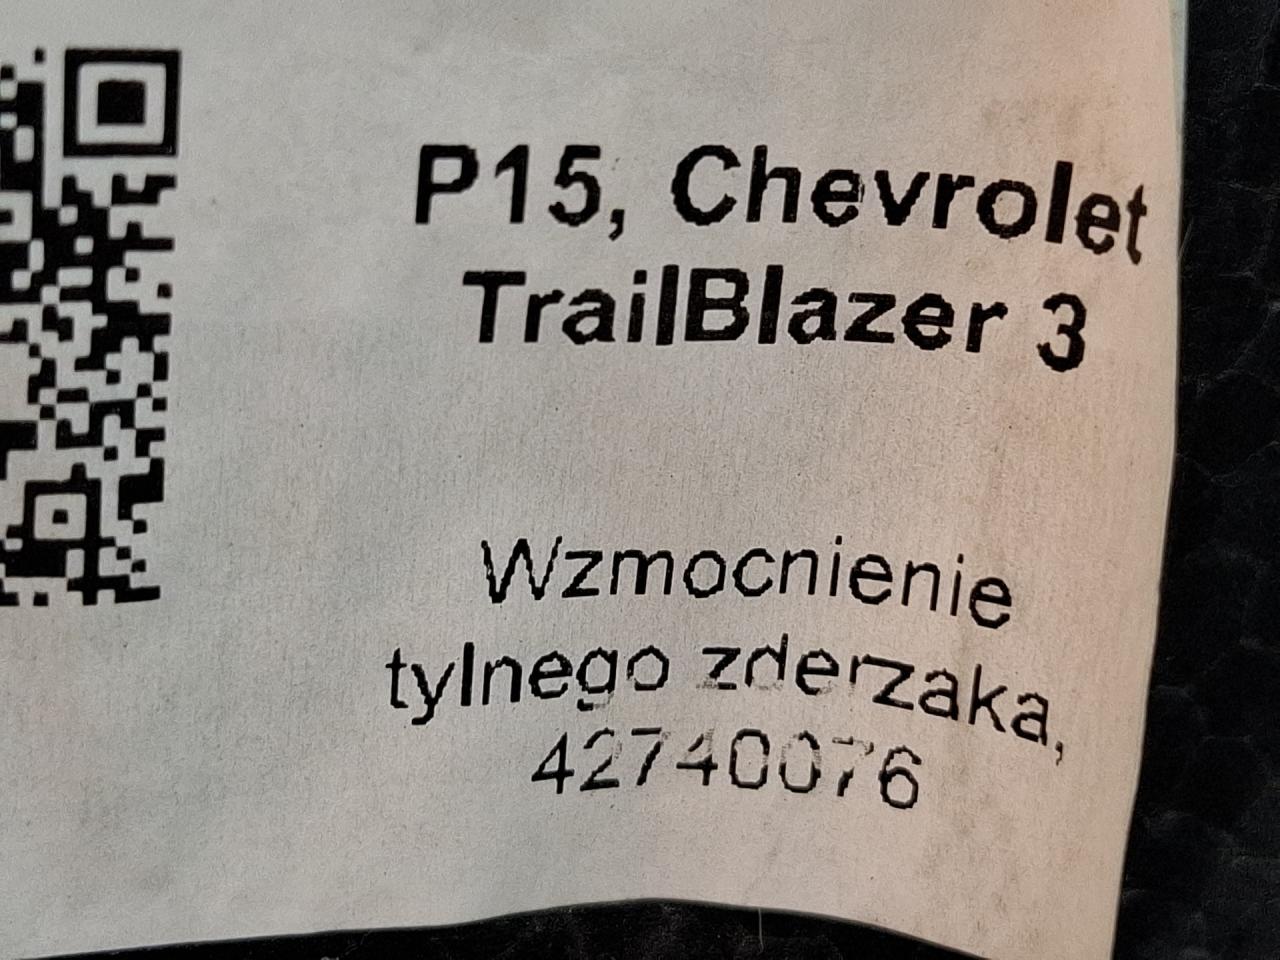 P15, Chevrolet
TrailBlazer 3
Wzmocnienie
tylnego zderzaka,
42740076